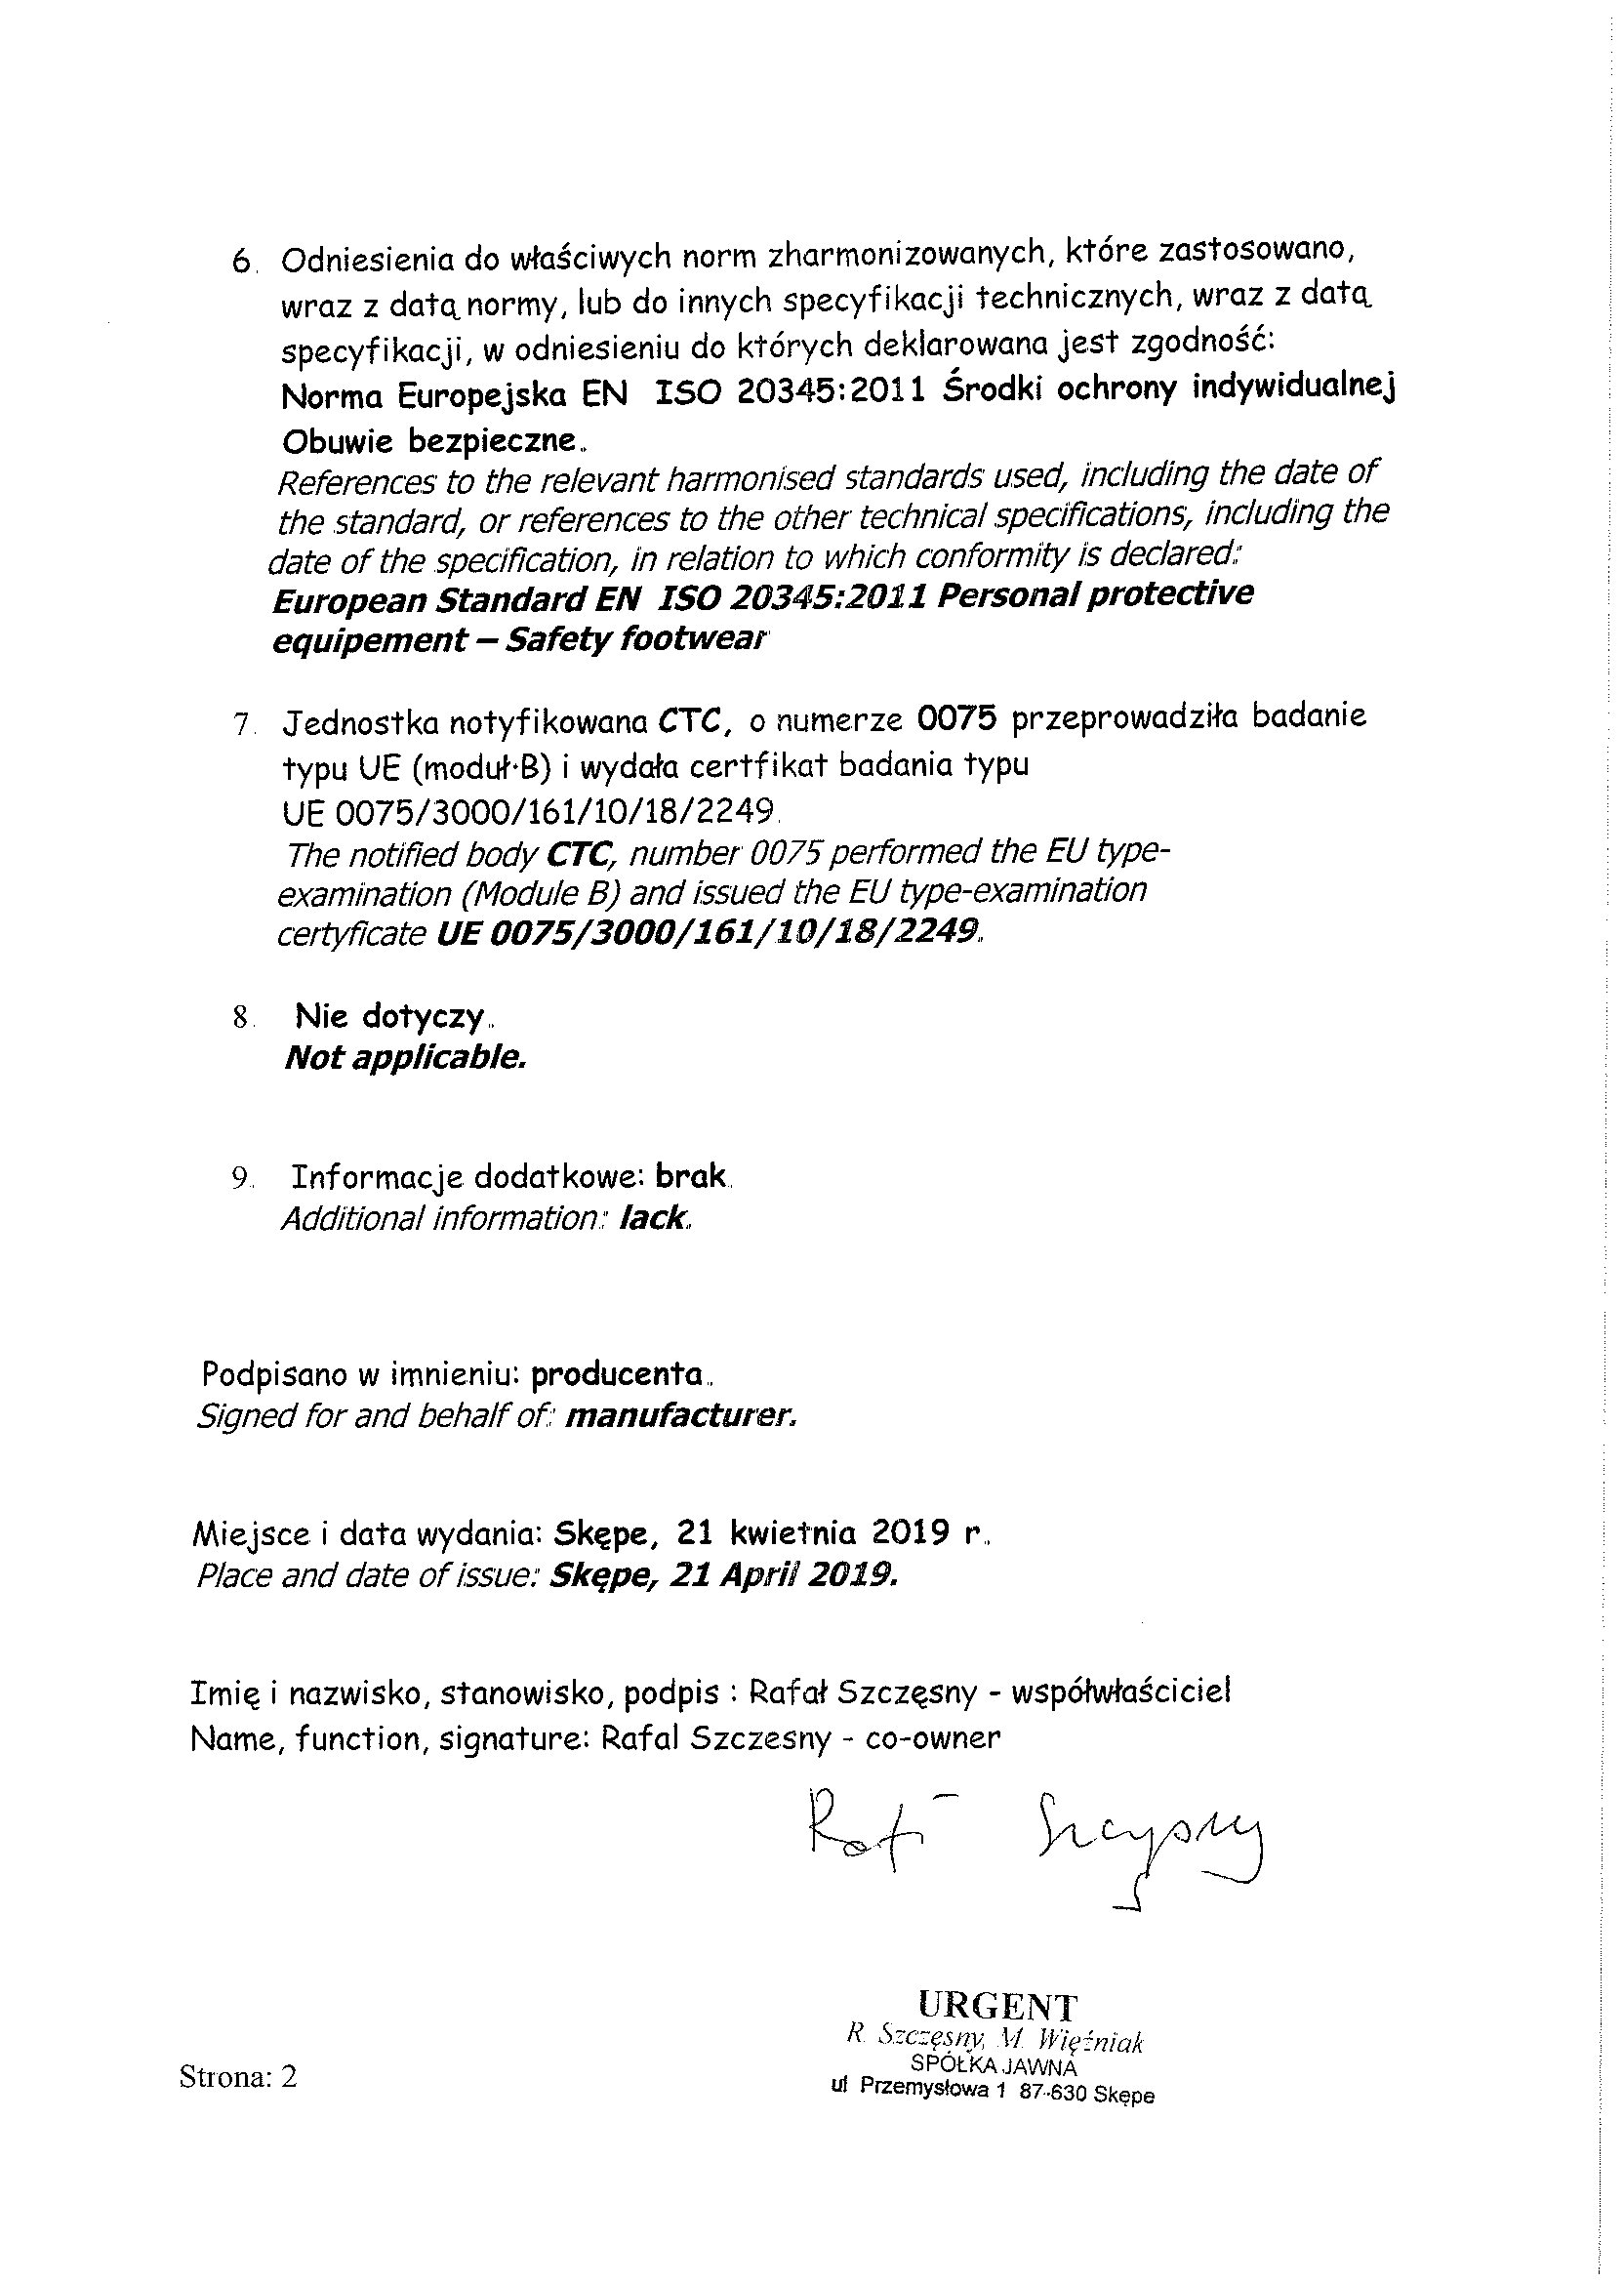 6. Odniesienia do właściwych norm zharmonizowanych, które zastosowano,
wraz z datą normy, lub do innych specyfikacji technicznych, wraz z datą
specyfikacji, w odniesieniu do których deklarowana jest zgodność:
Norma Europejska EN ISO 20345:2011 Środki ochrony indywidualnej
Obuwie bezpieczne.
References to the relevant harmonised standards used, including the date of
the standard, or references to the other technical specifications, including the
date of the specification, in relation to which conformity is declared:
European Standard EN ISO 20345:2011 Personal protective
equipement – Safety footwear
7. Jednostka notyfikowana CTC, o numerze 0075 przeprowadziła badanie
typu UE (moduł B) i wydała certfikat badania typu
UE 0075/3000/161/10/18/2249.
The notified body CTC, number 0075 performed the EU type-
examination (Module B) and issued the EU type-examination
certyficate UE 0075/3000/161/10/18/2249.
8. Nie dotyczy.
Not applicable.
9. Informacje dodatkowe: brak.
Additional information: lack.
Podpisano w imnieniu: producenta.
Signed for and behalf of: manufacturer.
Miejsce i data wydania: Skępe, 21 kwietnia 2019 r.
Place and date of issue: Skępe, 21 April 2019.
Imię i nazwisko, stanowisko, podpis : Rafał Szczęsny - współwłaściciel
Name, function, signature: Rafal Szczesny - co-owner
Rafał Szczęsny
URGENT
R. Szczęsny, M. Więźniak
SPÓŁKA JAWNA
ul Przemysłowa 1 87-630 Skępe
Strona: 2